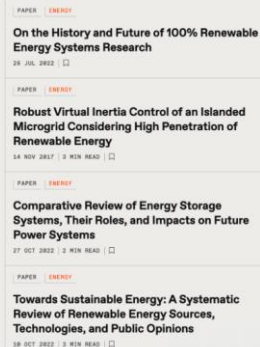 PAPER ENERGY
On the History and Future of 100% Renewable
Energy Systems Research
28 JUL 2022
PAPER ENERGY
Robust Virtual Inertia Control of an Islanded
Microgrid Considering High Penetration of
Renewable Energy
14 NOV 2017 | 3 MIN READ
PAPER ENERGY
Comparative Review of Energy Storage
Systems, Their Roles, and Impacts on Future
Power Systems
27 OCT 2022 | 2 MIN READ
PAPER ENERGY
Towards Sustainable Energy: A Systematic
Review of Renewable Energy Sources,
Technologies, and Public Opinions
10 OCT 2022 | 3 MIN READ